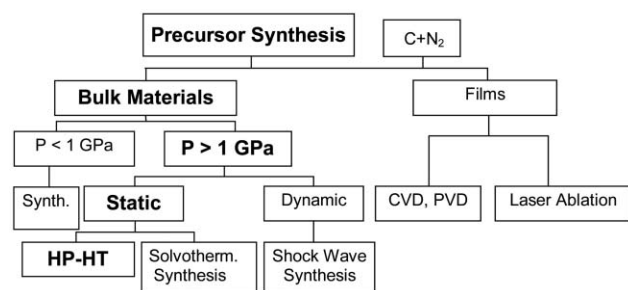 Precursor Synthesis
C+N₂
Bulk Materials
Films
P < 1 GPa
P > 1 GPa
Synth.
Static
Dynamic
CVD, PVD
Laser Ablation
HP-HT
Solvotherm.
Synthesis
Shock Wave
Synthesis